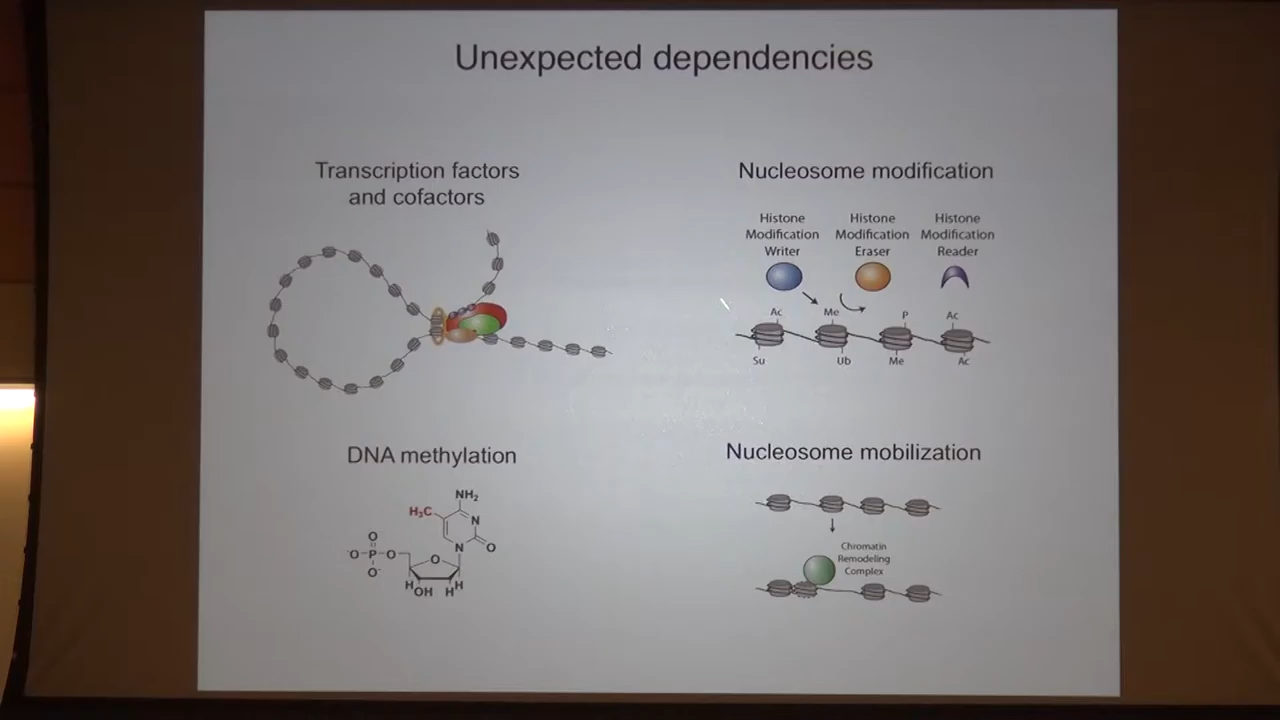 Unexpected dependencies
Transcription factors
and cofactors
Nucleosome modification
Histone
Modification
Writer
Histone
Modification
Eraser
Histone
Modification
Reader
Ac
Me
P
Ac
Su
Ub
Me
Ac
DNA methylation
NH₂
H₃C
N
O
N
O
⁻O-P-O
O⁻
O
H
OH
H
H
Nucleosome mobilization
Chromatin
Remodeling
Complex